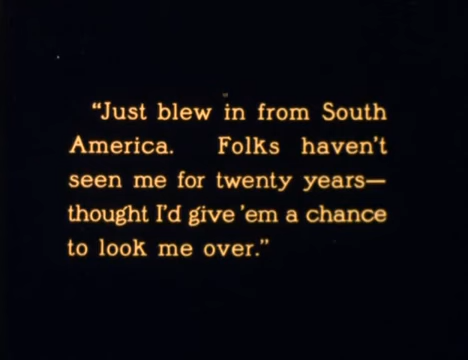 “Just blew in from South
America. Folks haven’t
seen me for twenty years—
thought I’d give ’em a chance
to look me over.”